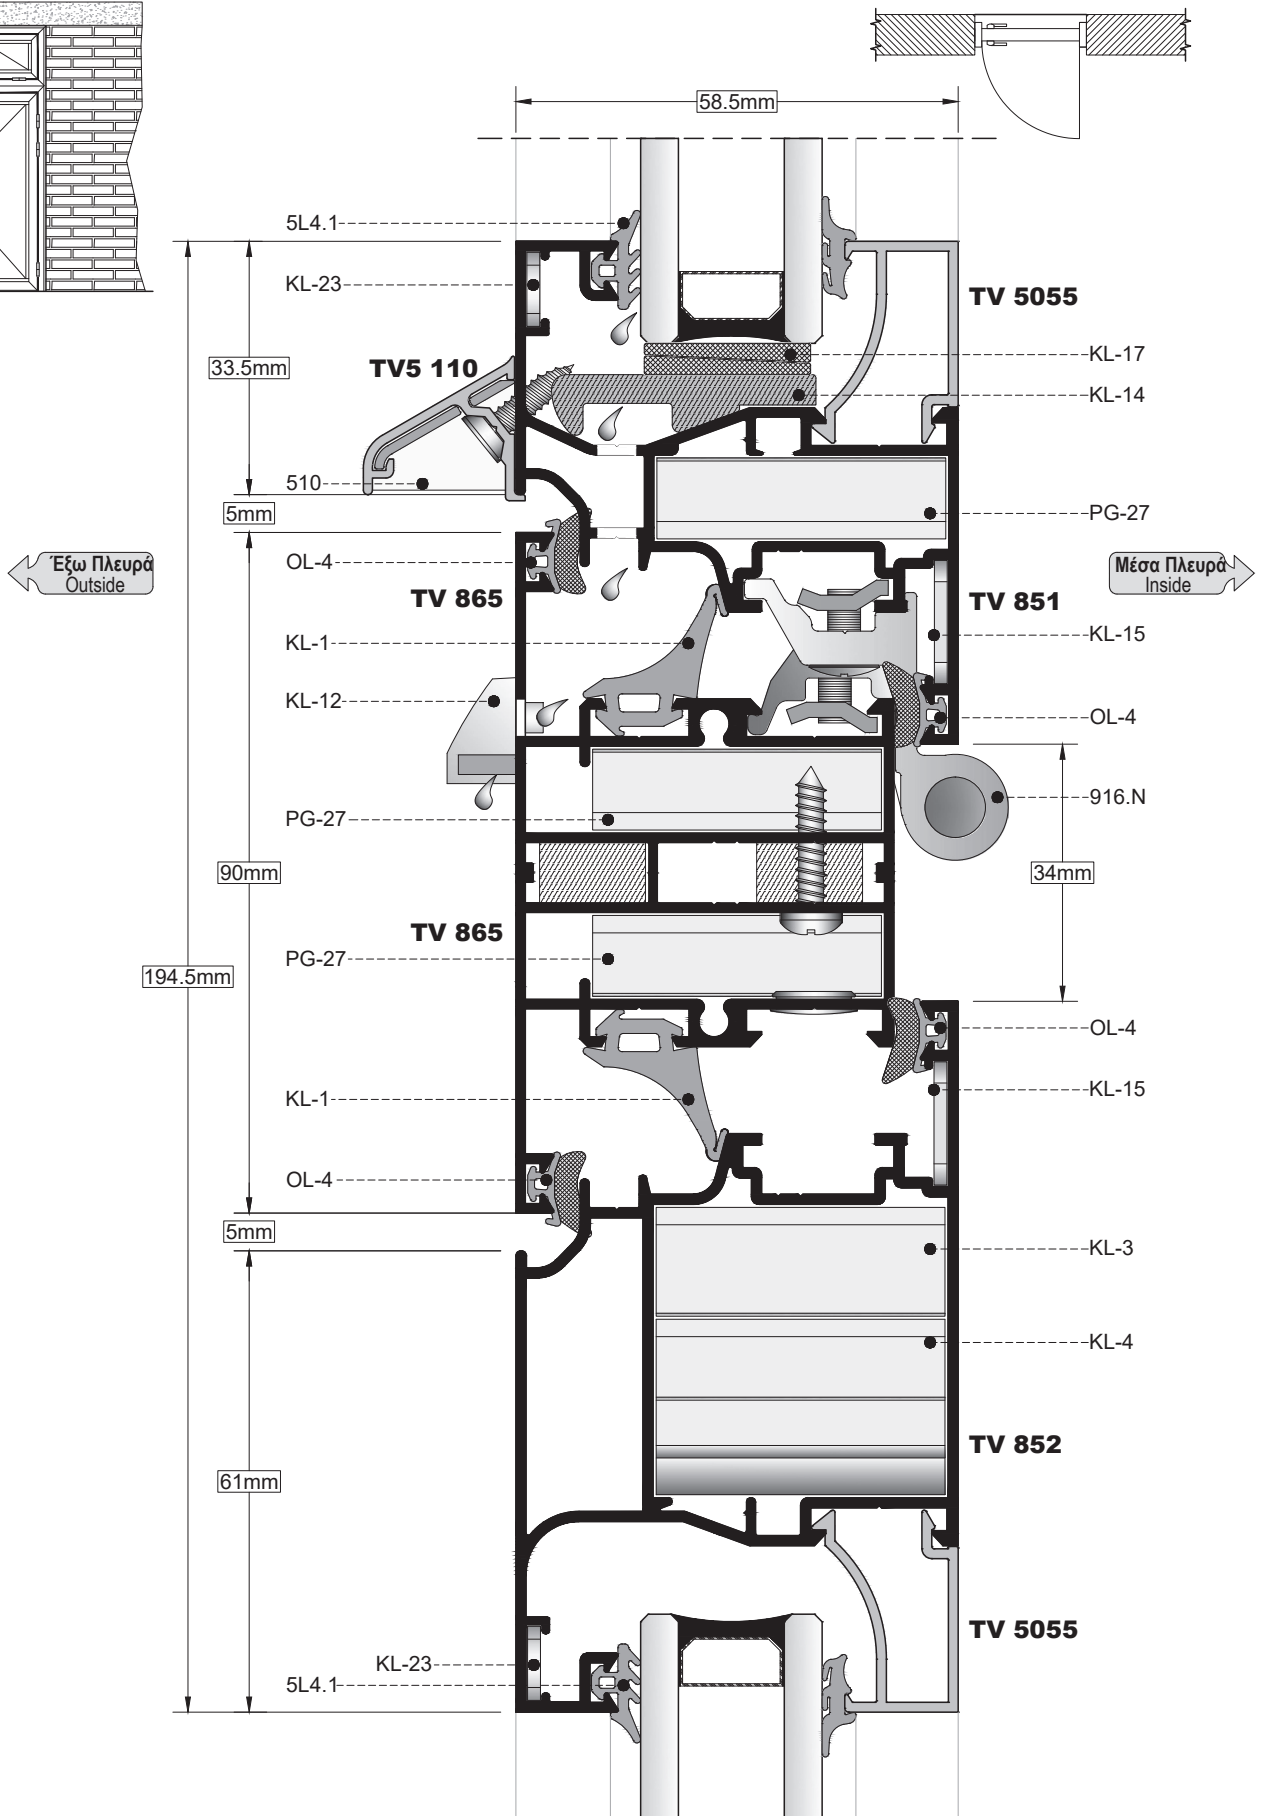 58.5mm
5L4.1
KL-23
TV 5055
33.5mm
TV5 110
KL-17
KL-14
510
5mm
PG-27
Έξω Πλευρά
Outside
OL-4
TV 865
Μέσα Πλευρά
Inside
TV 851
KL-1
KL-15
KL-12
OL-4
916.N
PG-27
90mm
34mm
TV 865
PG-27
194.5mm
OL-4
KL-1
KL-15
OL-4
5mm
KL-3
KL-4
TV 852
61mm
TV 5055
KL-23
5L4.1